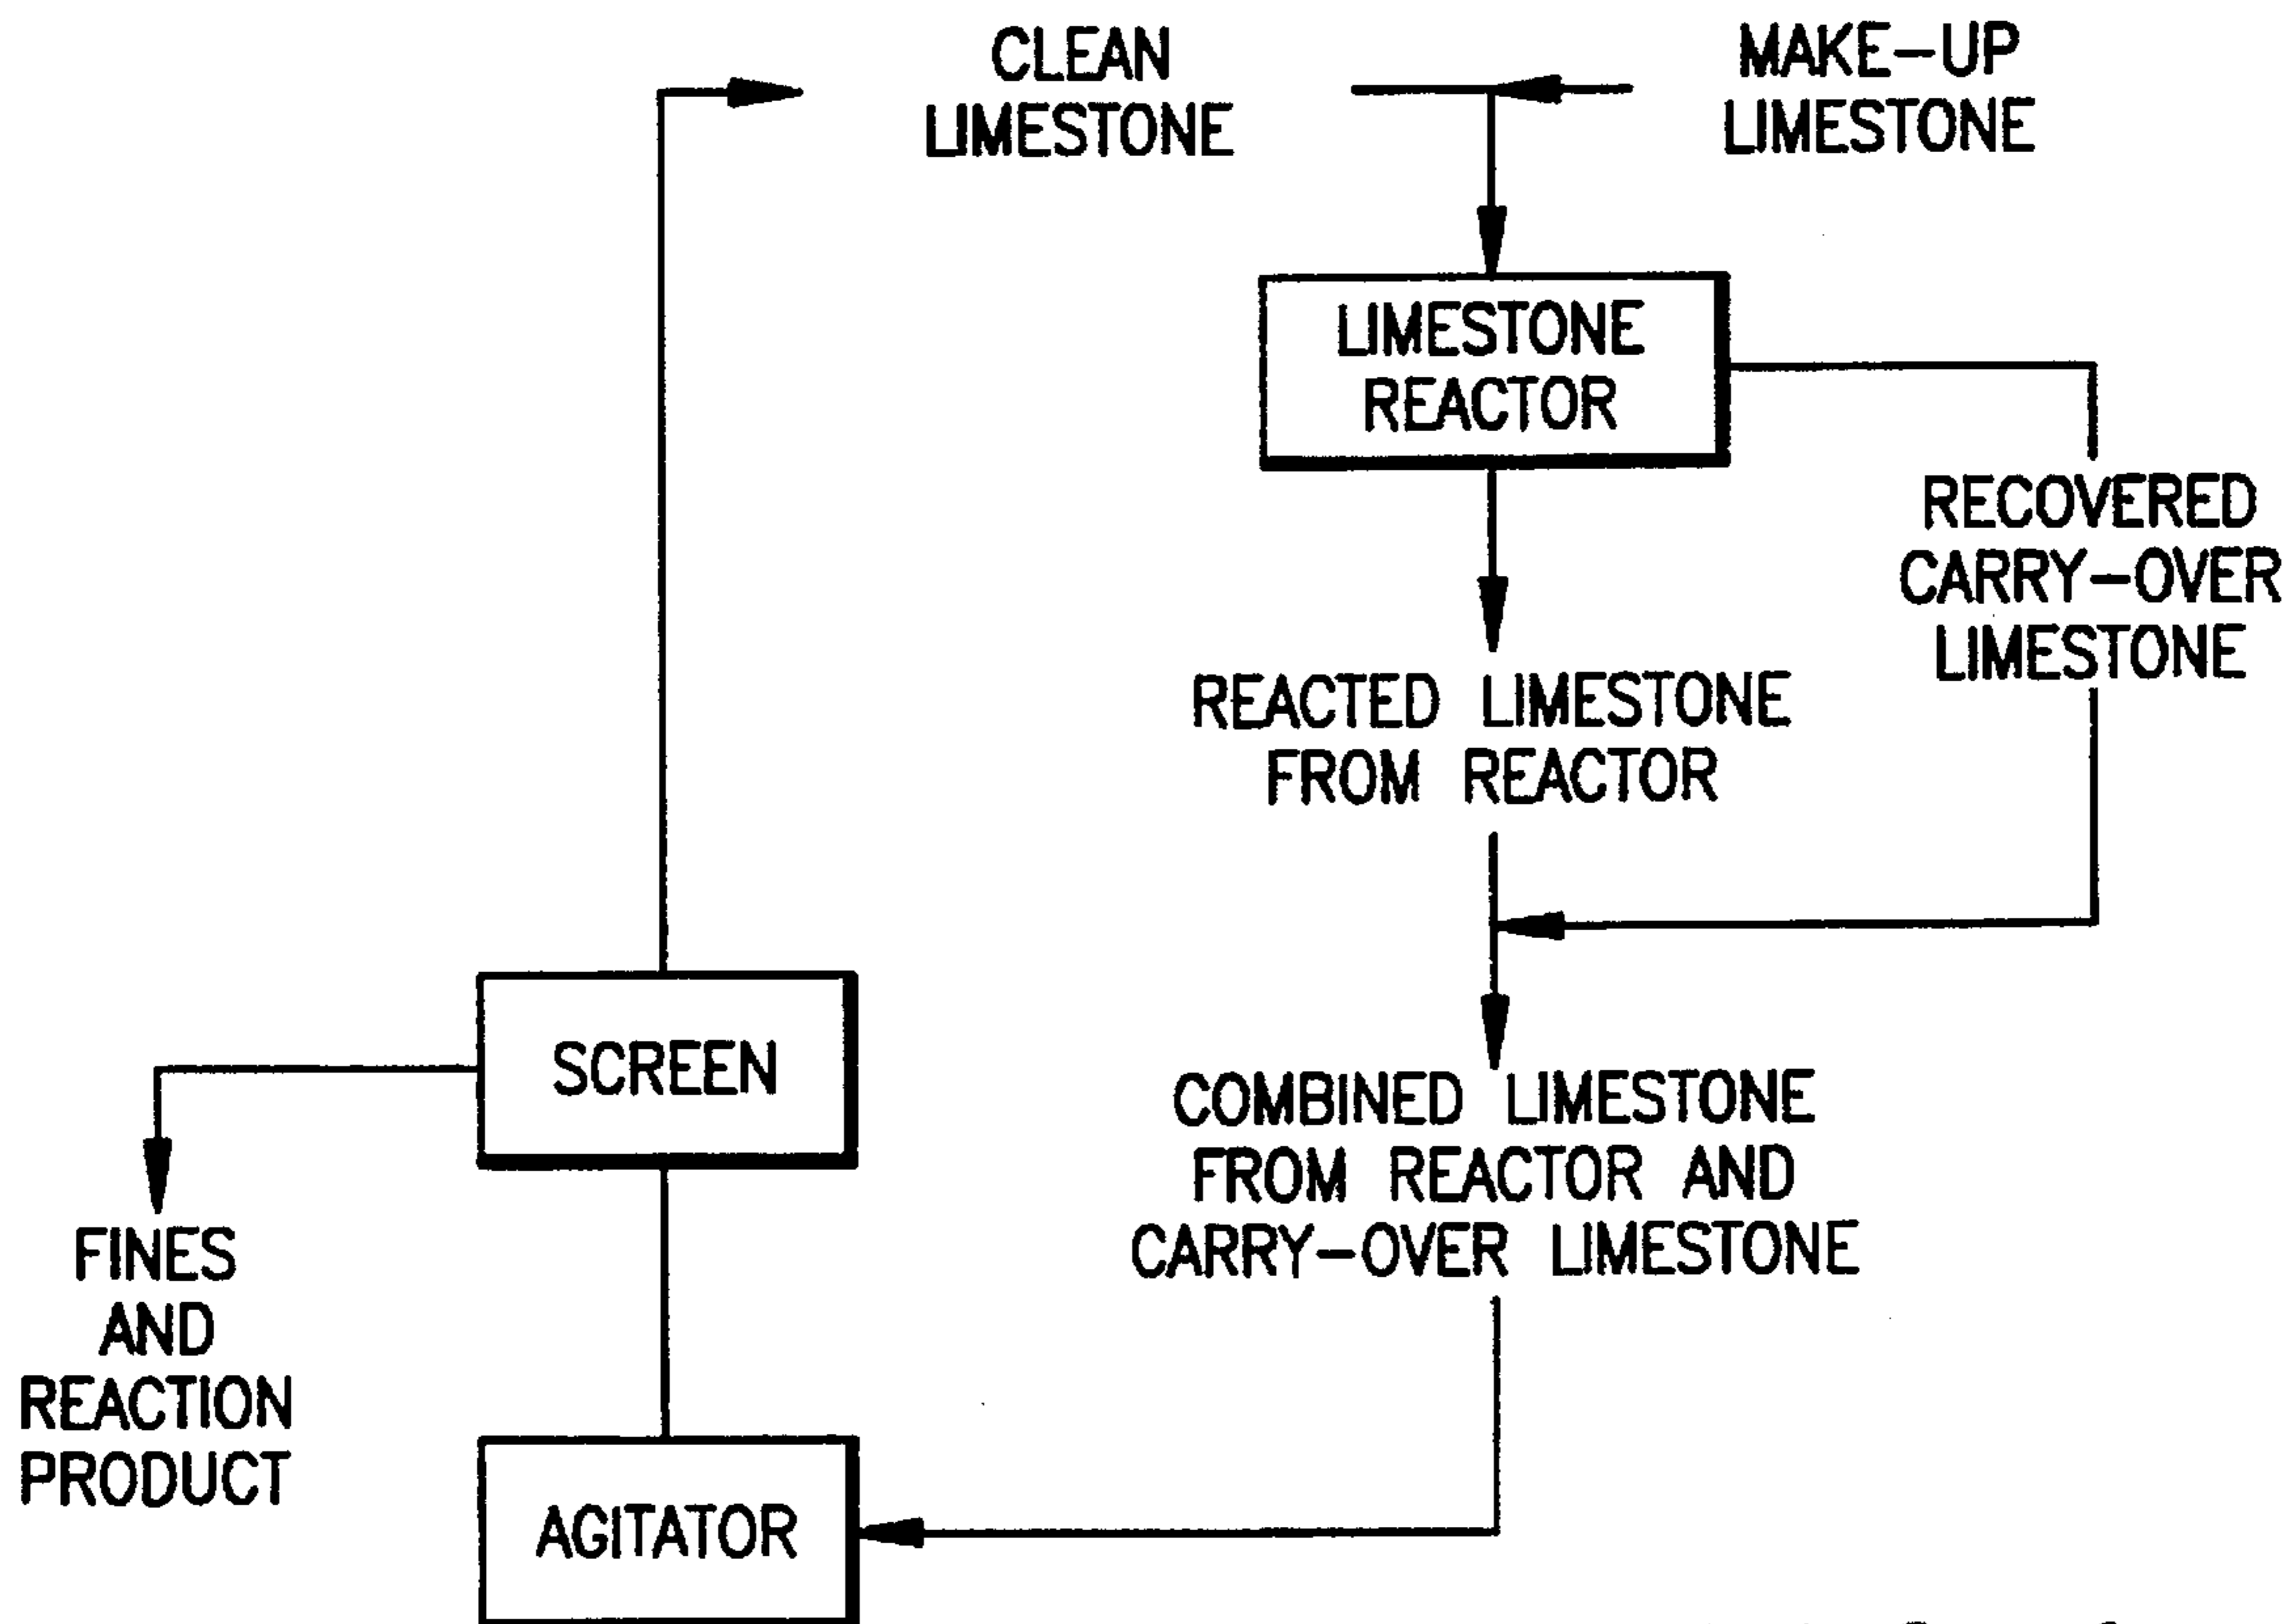 CLEAN
LIMESTONE
MAKE-UP
LIMESTONE
LIMESTONE
REACTOR
RECOVERED
CARRY-OVER
LIMESTONE
REACTED LIMESTONE
FROM REACTOR
SCREEN
COMBINED LIMESTONE
FROM REACTOR AND
CARRY-OVER LIMESTONE
FINES
AND
REACTION
PRODUCT
AGITATOR